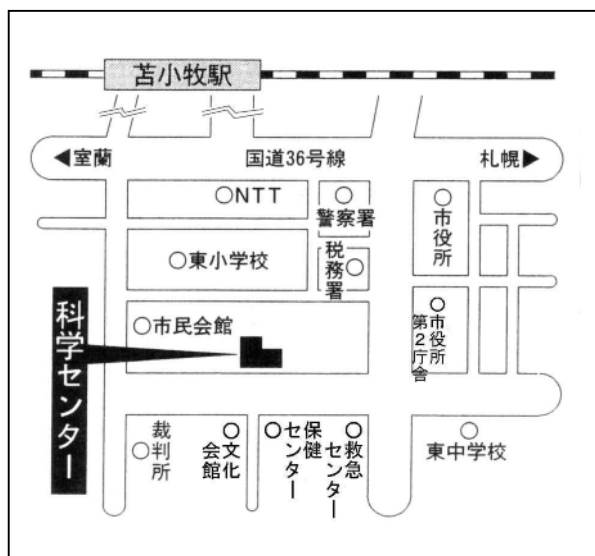 苫小牧駅
◀室蘭
国道36号線
札幌▶
○NTT
○警察署
○市役所
○東小学校
税務署○
科学センター
○市民会館
○市役所
第2庁舎
○裁判所
○文化
会館
○保健
センター
○救急
センター
○東中学校